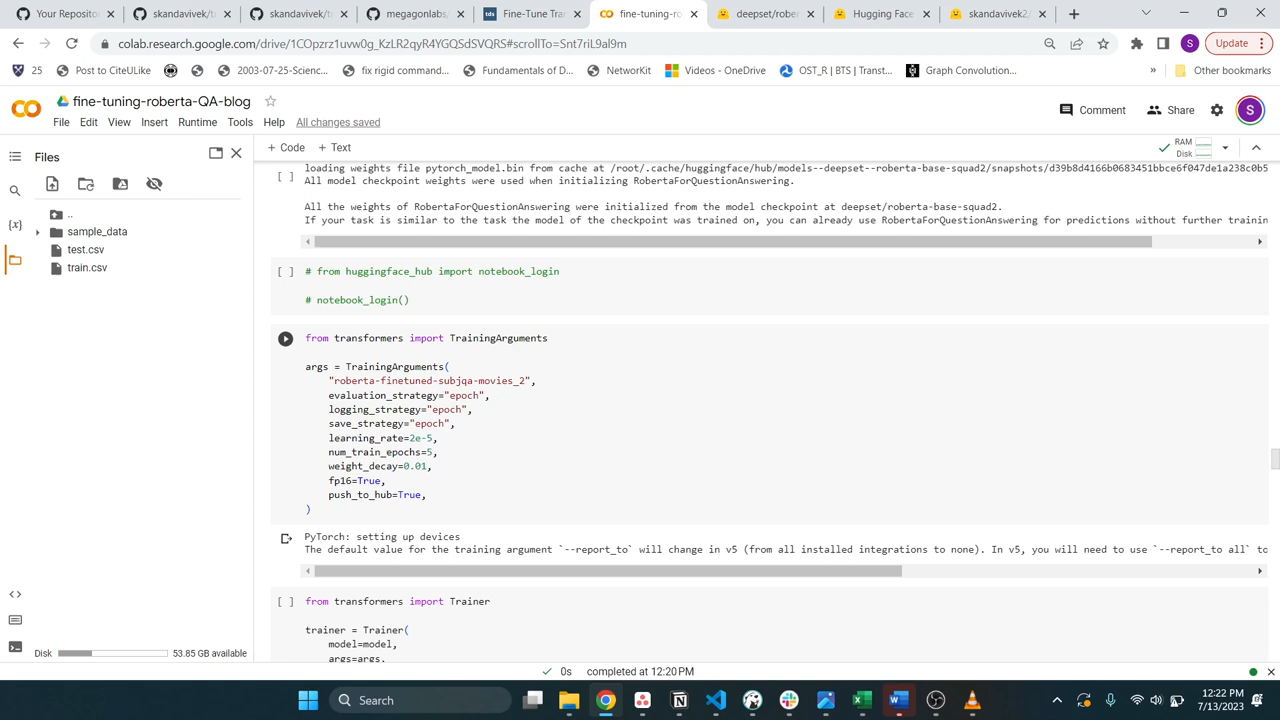 Your Reposito
skandavivek/t
skandavivek/t
megagonlabs/
tds
Fine-Tune Tran
fine-tuning-ro
deepset/rober
Hugging Face
skandavivek2/
colab.research.google.com/drive/1COpzrz1uvw0g_KzLR2qyR4YGQSdSVOPS#scrollTo=Snt7riL9al9m
S
Update
25
Post to CiteULike
2003-07-25-Scienc...
fix rigid command...
Fundamentals of D...
NetworKit
Videos - OneDrive
OST_R | BTS | Transt...
Graph Convolution...
»
Other bookmarks
fine-tuning-roberta-QA-blog
Comment
Share
S
File Edit View Insert Runtime Tools Help All changes saved
Files
+ Code + Text
RAM
Disk
..
sample_data
test.csv
train.csv
loading weights file pytorch_model.bin from cache at /root/.cache/huggingface/hub/models--deepset--roberta-base-squad2/snapshots/d39b8d4166b0683451bbce6f047de1a238c0b5
[ ] All model checkpoint weights were used when initializing RobertaForQuestionAnswering.
All the weights of RobertaForQuestionAnswering were initialized from the model checkpoint at deepset/roberta-base-squad2.
If your task is similar to the task the model of the checkpoint was trained on, you can already use RobertaForQuestionAnswering for predictions without further trainin
[ ] # from huggingface_hub import notebook_login
# notebook_login()
from transformers import TrainingArguments
args = TrainingArguments(
"roberta-finetuned-subjqa-movies_2",
evaluation_strategy="epoch",
logging_strategy="epoch",
save_strategy="epoch",
learning_rate=2e-5,
num_train_epochs=5,
weight_decay=0.01,
fp16=True,
push_to_hub=True,
)
PyTorch: setting up devices
The default value for the training argument `--report_to` will change in v5 (from all installed integrations to none). In v5, you will need to use `--report_to all` to
[ ] from transformers import Trainer
trainer = Trainer(
model=model,
args=args,
{x}
Disk
53.85 GB available
0s completed at 12:20 PM
Search
12:22 PM
7/13/2023